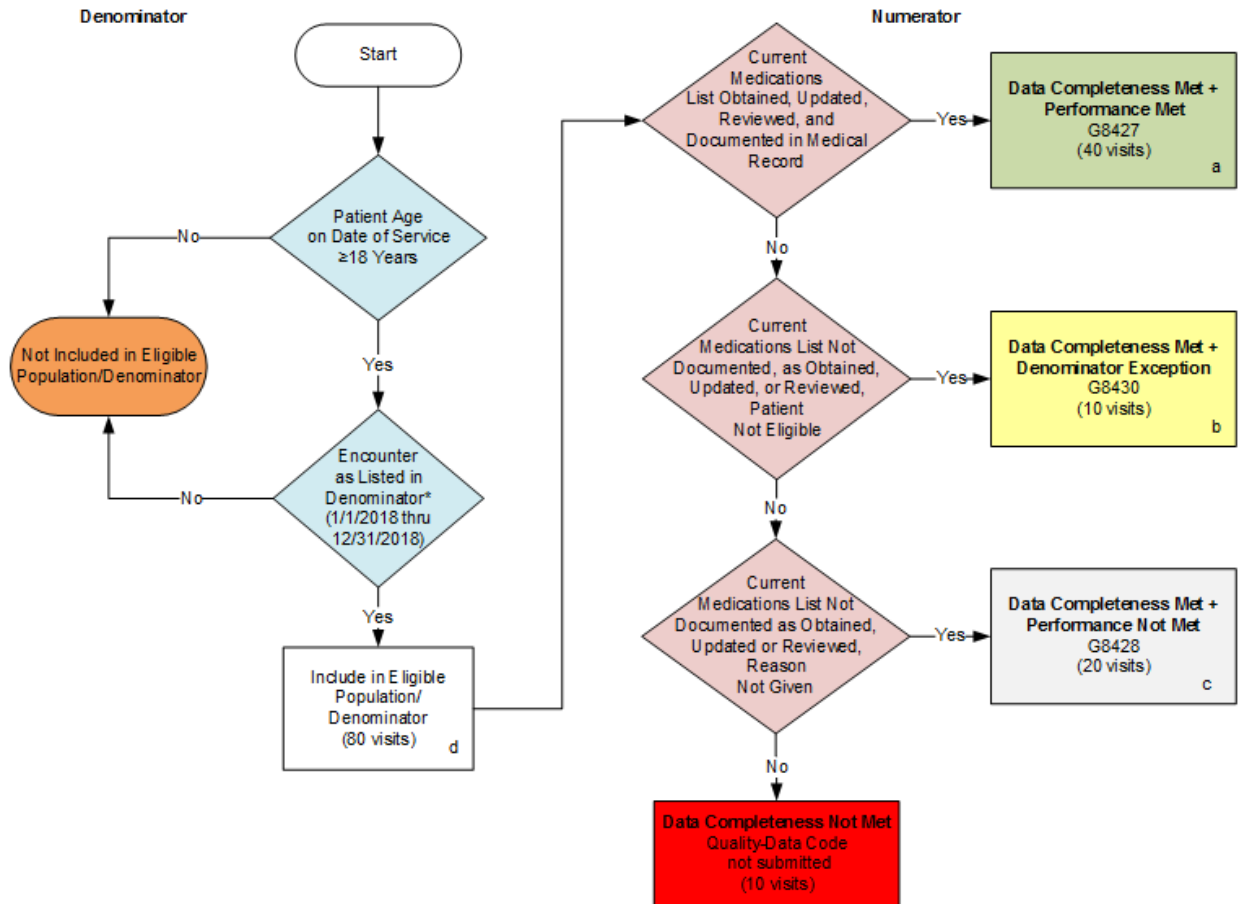 Denominator
Numerator
Start
Patient Age
on Date of Service
≥18 Years
No
Yes
Not Included in Eligible
Population/Denominator
Encounter
as Listed in
Denominator*
(1/1/2018 thru
12/31/2018)
No
Yes
Include in Eligible
Population/
Denominator
(80 visits)
d
Current
Medications
List Obtained, Updated,
Reviewed, and
Documented in Medical
Record
Yes
Data Completeness Met +
Performance Met
G8427
(40 visits)
a
No
Current
Medications List Not
Documented, as Obtained,
Updated, or Reviewed,
Patient
Not Eligible
Yes
Data Completeness Met +
Denominator Exception
G8430
(10 visits)
b
No
Current
Medications List Not
Documented as Obtained,
Updated or Reviewed,
Reason
Not Given
Yes
Data Completeness Met +
Performance Not Met
G8428
(20 visits)
c
No
Data Completeness Not Met
Quality-Data Code
not submitted
(10 visits)